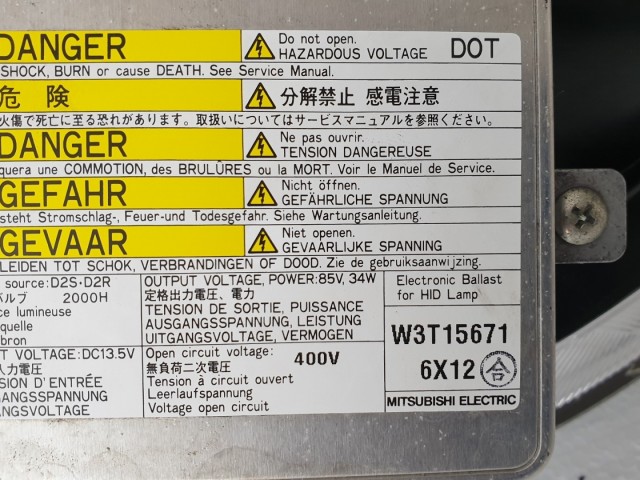 DANGER
Do not open.
HAZARDOUS VOLTAGE
DOT
SHOCK, BURN or cause DEATH. See Service Manual.
危 険
分解禁止 感電注意
火傷で死亡に至る恐れがあります。取扱いについてはサービスマニュアルを参照ください。
DANGER
Ne pas ouvrir.
TENSION DANGEREUSE
quera une COMMOTION, des BRULÛRES ou la MORT. Voir le Manuel de Service.
GEFAHR
Nicht öffnen.
GEFÄHRLICHE SPANNUNG
steht Stromschlag-, Feuer-und Todesgefahr. Siehe Wartungsanleitung.
GEVAAR
Niet openen.
GEVAARLIJKE SPANNING
LEIDEN TOT SCHOK, VERBRANDINGEN OF DOOD. Zie de gebruiksaanwijzing.
source:D2S·D2R
バルブ 2000H
ce lumineuse
quelle
bron
OUTPUT VOLTAGE, POWER:85V, 34W
定格出力電圧、電力
TENSION DE SORTIE, PUISSANCE
AUSGANGSSPANNUNG, LEISTUNG
UITGANGSVOLTAGE, VERMOGEN
Electronic Ballast
for HID Lamp
W3T15671
6X12 合
MITSUBISHI ELECTRIC
T VOLTAGE:DC13.5V
入力電圧
ION D'ENTRÉE
GANGSSPANNUNG
GANGSVOLTAGE
Open circuit voltage: 400V
無負荷二次電圧
Tension à circuit ouvert
Leerlaufspannung
Voltage open circuit